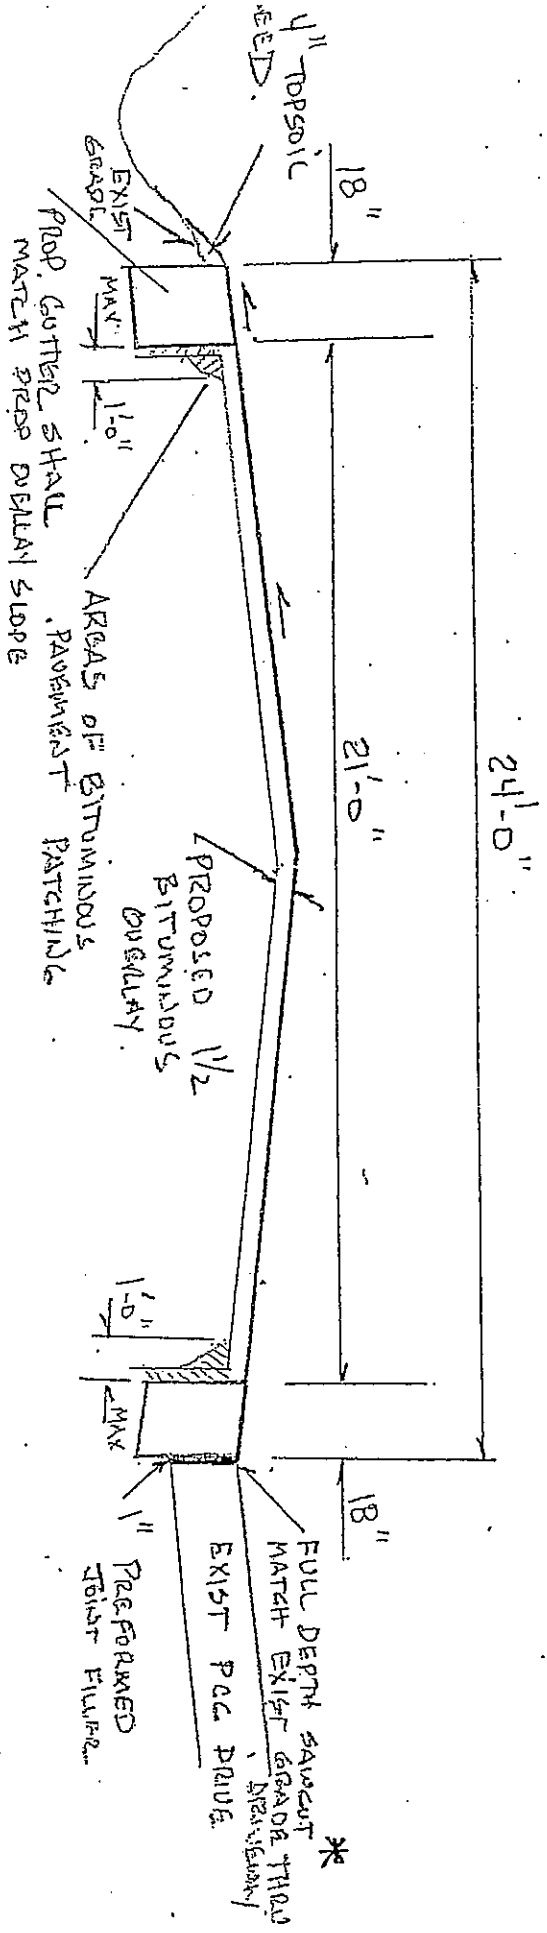 24'-0"
18"
21'-0"
18"
4" TOPSOIL
EXIST
GRADE
MAX
1'-0"
PROP. GUTTER SHALL
MATCH PROP OVERLAY SLOPE
AREAS OF BITUMINOUS
PAVEMENT PATCHING
PROPOSED 1 1/2
BITUMINOUS
OVERLAY.
1'-0"
MAX
1" PREFORMED
JOINT FILLER
FULL DEPTH SAWCUT *
MATCH EXIST GRADE THRU
DRIVEWAY
EXIST PCC DRIVE